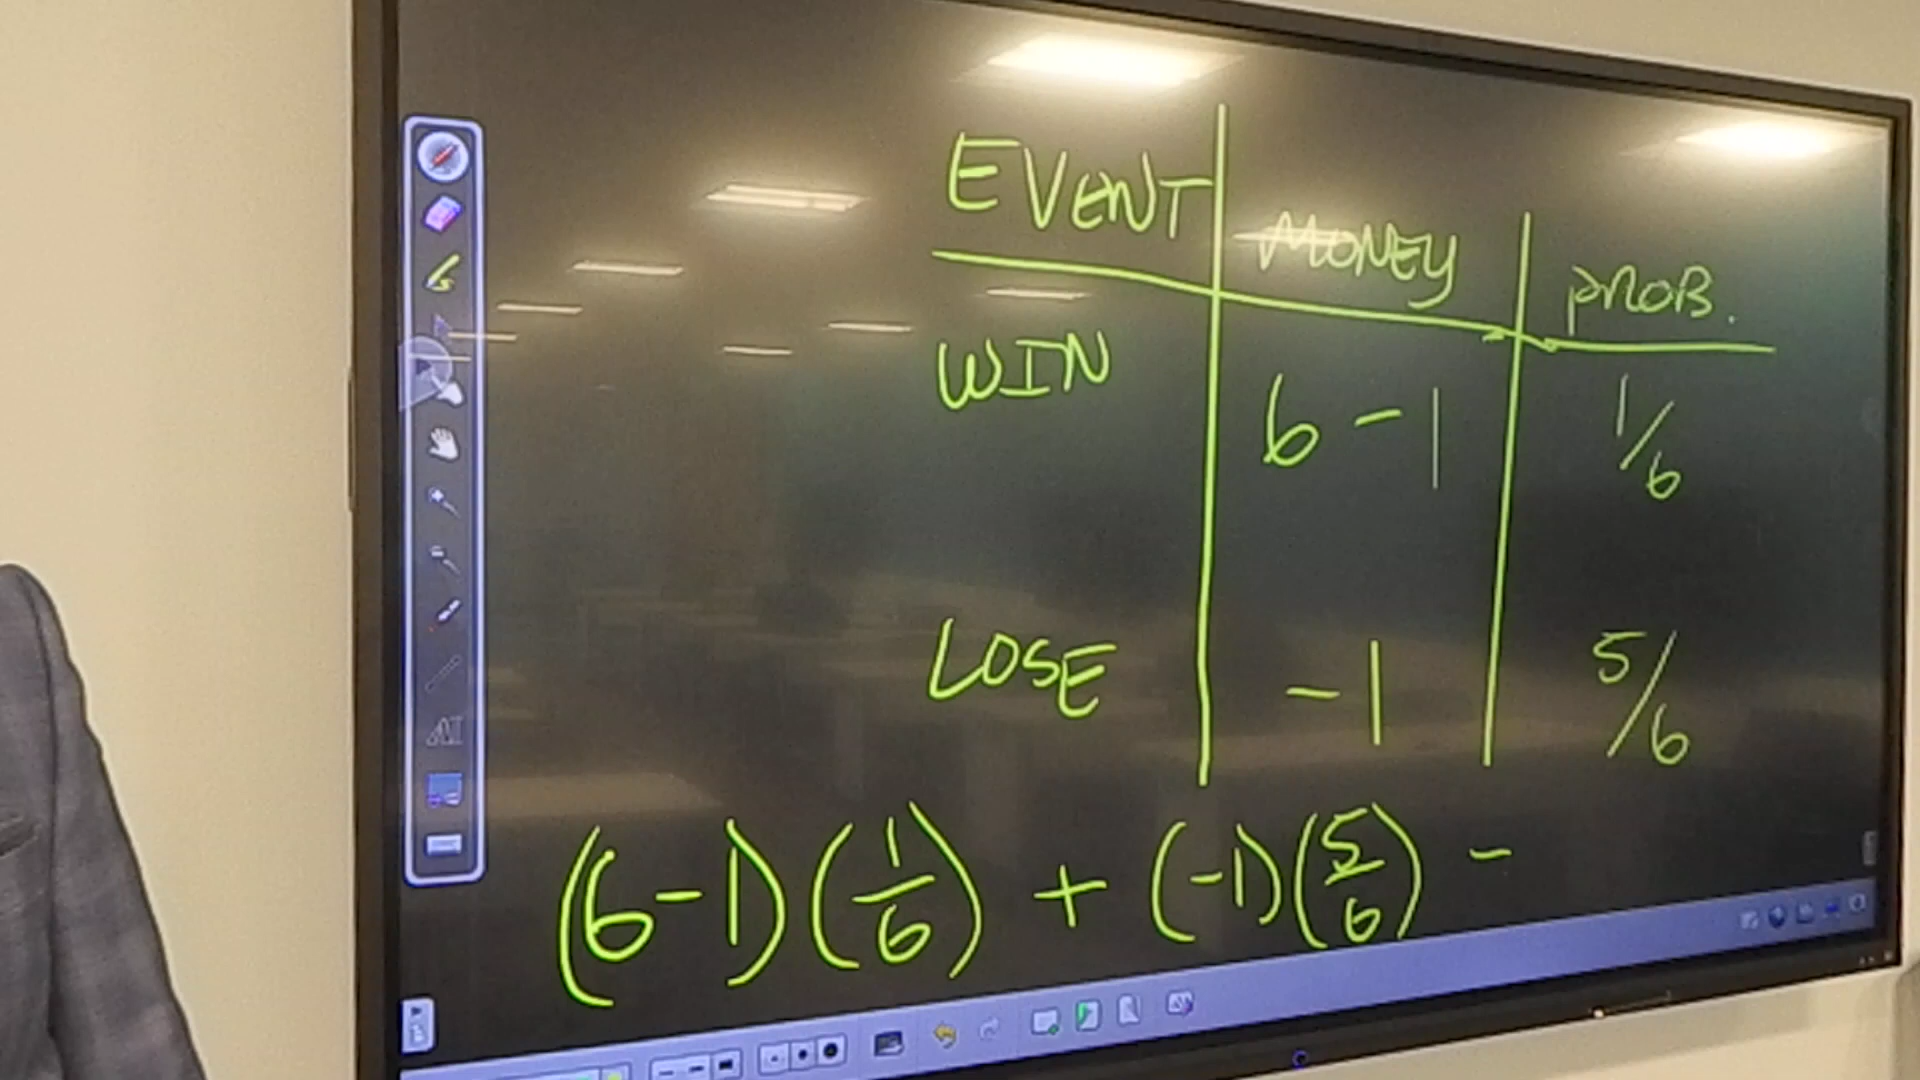 EVENT MONEY PROB.
WIN 6-1 1/6
LOSE -1 5/6
(6-1)(1/6) + (-1)(5/6) -